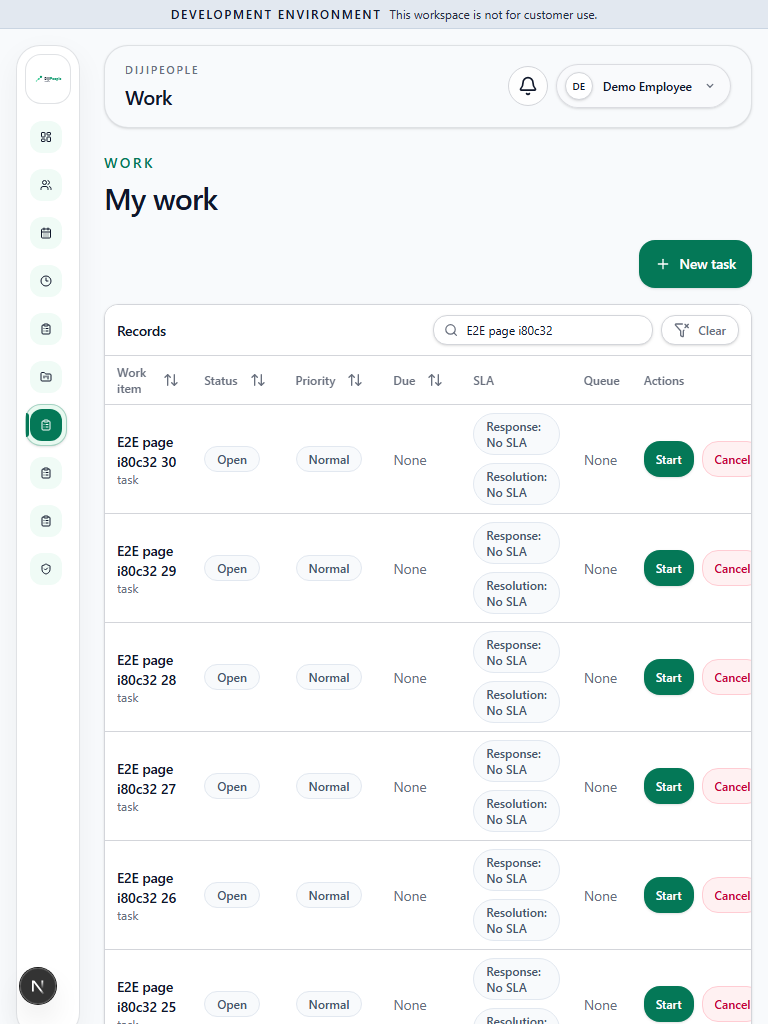 DEVELOPMENT ENVIRONMENT This workspace is not for customer use.
DIJIPEOPLE
Work
DE Demo Employee
WORK
My work
+ New task
Records
E2E page i80c32
Clear
Work item Status Priority Due SLA Queue Actions
E2E page
i80c32 30
task
Open
Normal
None
Response:
No SLA
Resolution:
No SLA
None
Start
Cancel
E2E page
i80c32 29
task
Open
Normal
None
Response:
No SLA
Resolution:
No SLA
None
Start
Cancel
E2E page
i80c32 28
task
Open
Normal
None
Response:
No SLA
Resolution:
No SLA
None
Start
Cancel
E2E page
i80c32 27
task
Open
Normal
None
Response:
No SLA
Resolution:
No SLA
None
Start
Cancel
E2E page
i80c32 26
task
Open
Normal
None
Response:
No SLA
Resolution:
No SLA
None
Start
Cancel
E2E page
i80c32 25
task
Open
Normal
None
Response:
No SLA
Resolution:
None
Start
Cancel
N